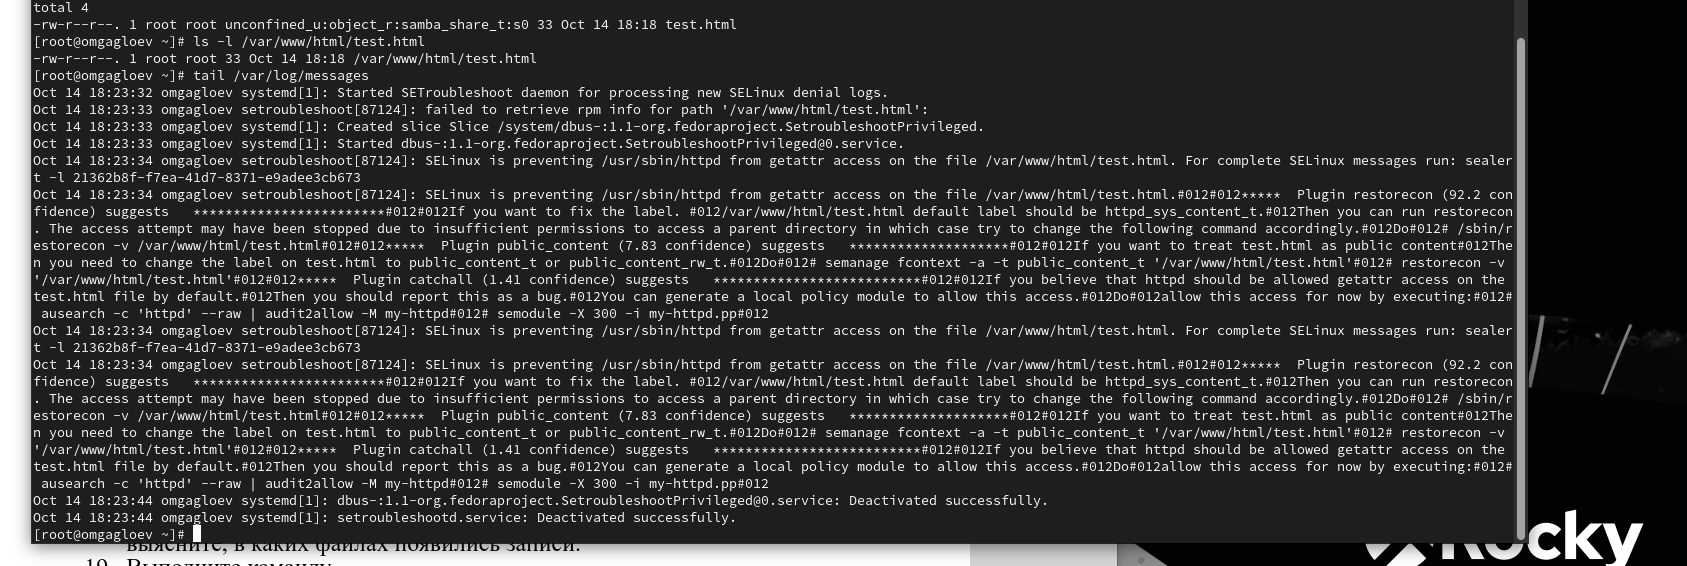 total 4
-rw-r--r--. 1 root root unconfined_u:object_r:samba_share_t:s0 33 Oct 14 18:18 test.html
[root@omgagloev ~]# ls -l /var/www/html/test.html
-rw-r--r--. 1 root root 33 Oct 14 18:18 /var/www/html/test.html
[root@omgagloev ~]# tail /var/log/messages
Oct 14 18:23:32 omgagloev systemd[1]: Started SETroubleshoot daemon for processing new SELinux denial logs.
Oct 14 18:23:33 omgagloev setroubleshoot[87124]: failed to retrieve rpm info for path '/var/www/html/test.html':
Oct 14 18:23:33 omgagloev systemd[1]: Created slice Slice /system/dbus-:1.1-org.fedoraproject.SetroubleshootPrivileged.
Oct 14 18:23:33 omgagloev systemd[1]: Started dbus-:1.1-org.fedoraproject.SetroubleshootPrivileged@0.service.
Oct 14 18:23:34 omgagloev setroubleshoot[87124]: SELinux is preventing /usr/sbin/httpd from getattr access on the file /var/www/html/test.html. For complete SELinux messages run: sealer
t -l 21362b8f-f7ea-41d7-8371-e9adee3cb673
Oct 14 18:23:34 omgagloev setroubleshoot[87124]: SELinux is preventing /usr/sbin/httpd from getattr access on the file /var/www/html/test.html.#012#012*****  Plugin restorecon (92.2 con
fidence) suggests   ************************#012#012If you want to fix the label. #012/var/www/html/test.html default label should be httpd_sys_content_t.#012Then you can run restorecon
. The access attempt may have been stopped due to insufficient permissions to access a parent directory in which case try to change the following command accordingly.#012Do#012# /sbin/r
estorecon -v /var/www/html/test.html#012#012*****  Plugin public_content (7.83 confidence) suggests   ********************#012#012If you want to treat test.html as public content#012The
n you need to change the label on test.html to public_content_t or public_content_rw_t.#012Do#012# semanage fcontext -a -t public_content_t '/var/www/html/test.html'#012# restorecon -v
'/var/www/html/test.html'#012#012*****  Plugin catchall (1.41 confidence) suggests   **************************#012#012If you believe that httpd should be allowed getattr access on the
test.html file by default.#012Then you should report this as a bug.#012You can generate a local policy module to allow this access.#012Do#012allow this access for now by executing:#012#
ausearch -c 'httpd' --raw | audit2allow -M my-httpd#012# semodule -X 300 -i my-httpd.pp#012
Oct 14 18:23:34 omgagloev setroubleshoot[87124]: SELinux is preventing /usr/sbin/httpd from getattr access on the file /var/www/html/test.html. For complete SELinux messages run: sealer
t -l 21362b8f-f7ea-41d7-8371-e9adee3cb673
Oct 14 18:23:34 omgagloev setroubleshoot[87124]: SELinux is preventing /usr/sbin/httpd from getattr access on the file /var/www/html/test.html.#012#012*****  Plugin restorecon (92.2 con
fidence) suggests   ************************#012#012If you want to fix the label. #012/var/www/html/test.html default label should be httpd_sys_content_t.#012Then you can run restorecon
. The access attempt may have been stopped due to insufficient permissions to access a parent directory in which case try to change the following command accordingly.#012Do#012# /sbin/r
estorecon -v /var/www/html/test.html#012#012*****  Plugin public_content (7.83 confidence) suggests   ********************#012#012If you want to treat test.html as public content#012The
n you need to change the label on test.html to public_content_t or public_content_rw_t.#012Do#012# semanage fcontext -a -t public_content_t '/var/www/html/test.html'#012# restorecon -v
'/var/www/html/test.html'#012#012*****  Plugin catchall (1.41 confidence) suggests   **************************#012#012If you believe that httpd should be allowed getattr access on the
test.html file by default.#012Then you should report this as a bug.#012You can generate a local policy module to allow this access.#012Do#012allow this access for now by executing:#012#
ausearch -c 'httpd' --raw | audit2allow -M my-httpd#012# semodule -X 300 -i my-httpd.pp#012
Oct 14 18:23:44 omgagloev systemd[1]: dbus-:1.1-org.fedoraproject.SetroubleshootPrivileged@0.service: Deactivated successfully.
Oct 14 18:23:44 omgagloev systemd[1]: setroubleshootd.service: Deactivated successfully.
[root@omgagloev ~]#
выясните, в каких файлах появились записи.
19. Выполните команду
Rocky